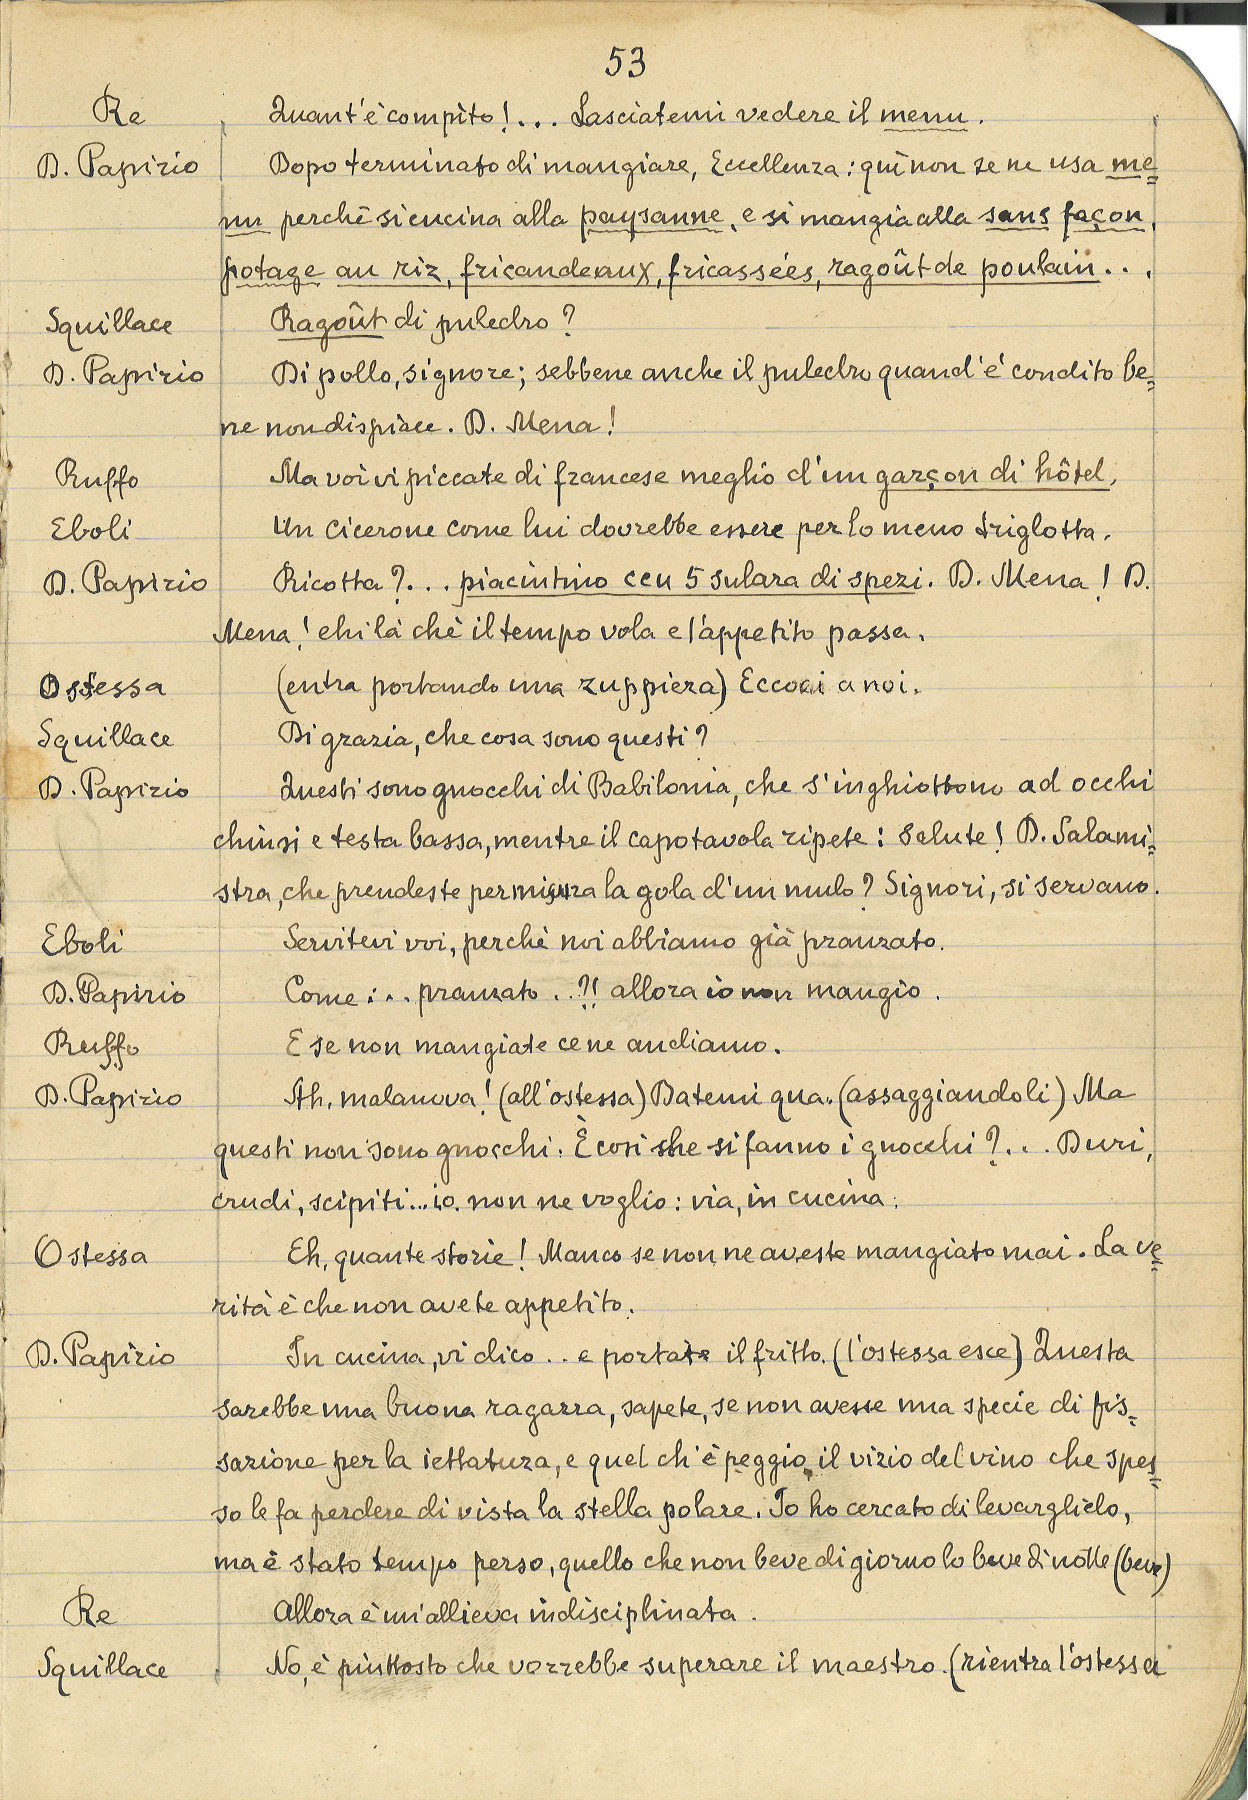 53
Re Quant'è compito!... Lasciatemi vedere il menu.
D. Papirio Dopo terminato di mangiare, Eccellenza: quì non se ne usa me=
nu perchè si cucina alla paysanne, e si mangia alla sans façon,
potage au riz, fricandeaux, fricassées, ragoût de poulain...
Squillace Ragoût di puledro?
D. Papirio Di pollo, signore; sebbene anche il puledro quand'é condito be=
ne non dispiace. D. Mena!
Ruffo Ma voi vi piccate di francese meglio d'un garçon di hôtel,
Eboli Un cicerone come lui dovrebbe essere per lo meno triglotta.
D. Papirio Ricotta?... piacintino ccu 5 sulara di spezi. D. Mena! D.
Mena! ehi là chè il tempo vola e l'appetito passa.
Ostessa (entra portando una zuppiera) Eccoci a noi.
Squillace Di grazia, che cosa sono questi?
D. Papirio Questi sono gnocchi di Babilonia, che s'inghiottono ad occhi
chiusi e testa bassa, mentre il capotavola ripete: Salute! D. Salami=
stra, che prendeste per misura la gola d'un mulo? Signori, si servano.
Eboli Servitevi voi, perchè noi abbiamo già pranzato.
D. Papirio Come:.. pranzato..?! allora io non mangio.
Ruffo E se non mangiate ce ne andiamo.
D. Papirio Ah, malanova! (all'ostessa) Datemi qua. (assaggiandoli) Ma
questi non sono gnocchi. È così che si fanno i gnocchi?... Duri,
crudi, scipiti... io non ne voglio: via, in cucina.
Ostessa Eh, quante storie! Manco se non ne aveste mangiato mai. La ve=
rità è che non avete appetito.
D. Papirio In cucina, vi dico.. e portate il fritto. (l'ostessa esce) Questa
sarebbe una buona ragazza, sapete, se non avesse una specie di fis=
sazione per la iettatura, e quel ch'è peggio, il vizio del vino che spes=
so le fa perdere di vista la stella polare. Io ho cercato di levarglielo,
ma è stato tempo perso, quello che non beve di giorno lo beve di notte (beve)
Re Allora è un'allieva indisciplinata.
Squillace No, è piuttosto che vorrebbe superare il maestro. (rientra l'ostessa